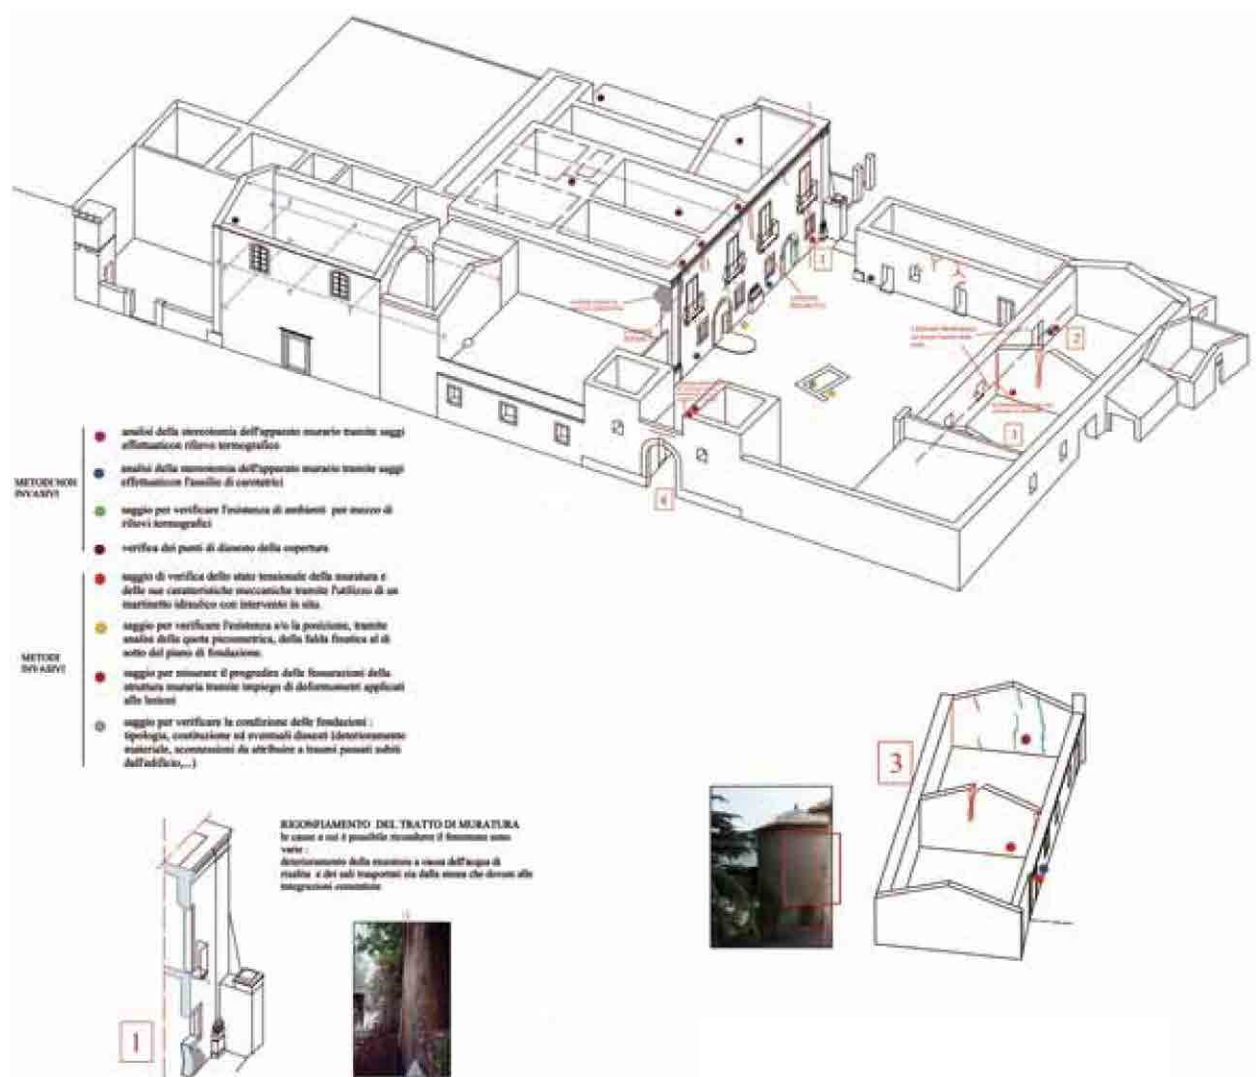 1
2
3
4
METODI NON
INVASIVI
analisi della stereotomia dell'apparato murario tramite saggi
effettuaticon rilievo termografico
analisi della stereotomia dell'apparato murario tramite saggi
effettuaticon l'ausilio di carotatrici
saggio per verificare l'esistenza di ambienti per mezzo di
rilievi termografici
verifica dei punti di dissesto della copertura
METODI
INVASIVI
saggio di verifica dello stato tensionale della muratura e
delle sue caratteristiche meccaniche tramite l'utilizzo di un
martinetto idraulico con intervento in situ.
saggio per verificare l'esistenza e/o la posizione, tramite
analisi della quota piezometrica, della falda freatica al di
sotto del piano di fondazione.
saggio per misurare il progredire delle fessurazioni della
struttura muraria tramite impiego di deformometri applicati
alle lesioni
saggio per verificare la condizione delle fondazioni :
tipologia, costituzione ed eventuali dissesti (deterioramento
materiale, sconnessioni da attribuire a traumi passati subiti
dall'edificio,...)
3
RIGONFIAMENTO DEL TRATTO DI MURATURA
le cause a cui è possibile ricondurre il fenomeno sono
varie :
deterioramento della muratura a causa dell'acqua di
risalita e dei sali trasportati sia dalla stessa che dovuti alle
integrazioni cementizie
1